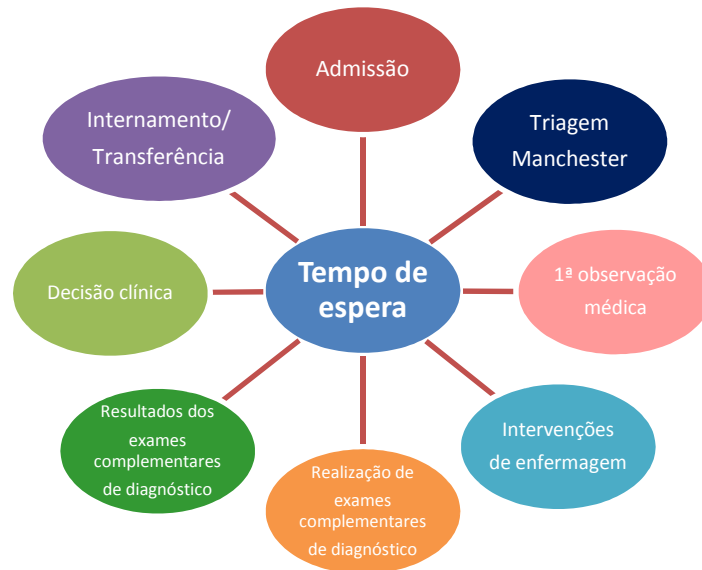 Admissão
Internamento/
Transferência
Triagem
Manchester
Tempo de
espera
Decisão clínica
1ª observação
médica
Resultados dos
exames
complementares
de diagnóstico
Realização de
exames
complementares
de diagnóstico
Intervenções
de enfermagem